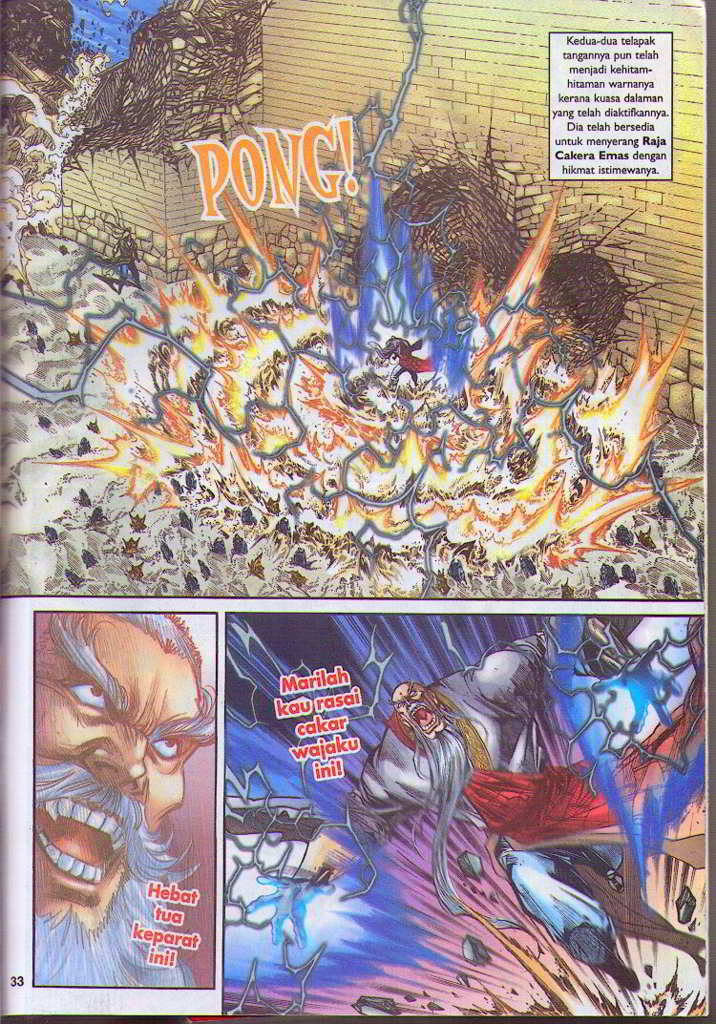 Kedua-dua telapak
tangannya pun telah
menjadi kehitam-
hitaman warnanya
kerana kuasa dalaman
yang telah diaktifkannya.
Dia telah bersedia
untuk menyerang Raja
Cakera Emas dengan
hikmat istimewanya.
PONG!
Hebat
tua
keparat
ini!
Marilah
kau rasai
cakar
wajaku
ini!
33